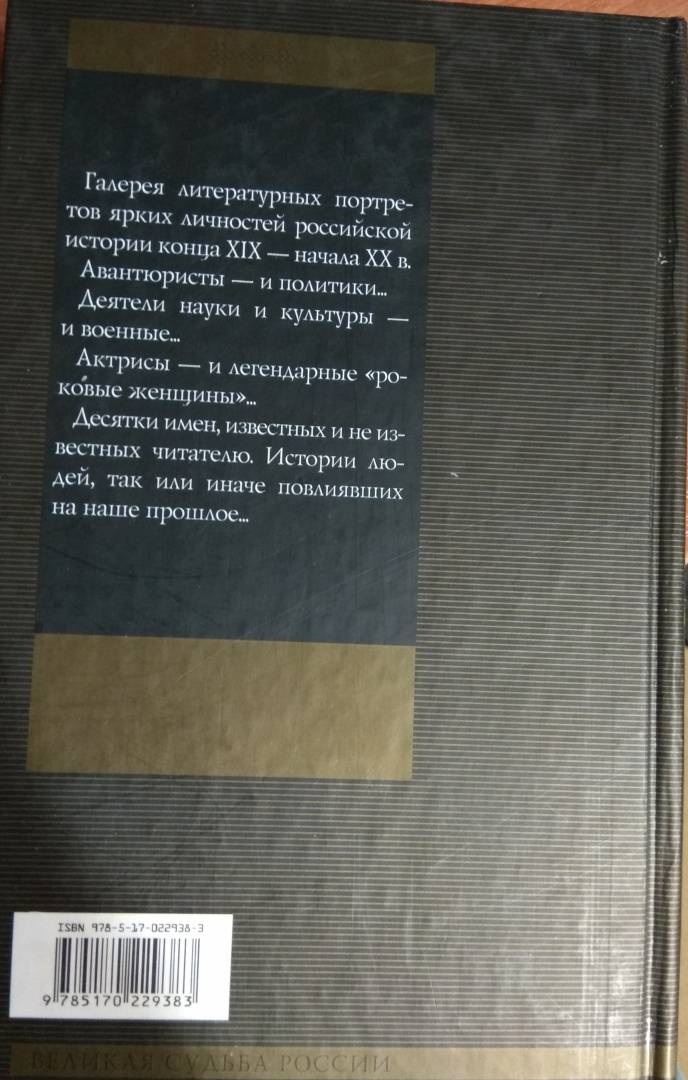 Галерея литературных портре-
тов ярких личностей российской
истории конца XIX — начала XX в.
Авантюристы — и политики...
Деятели науки и культуры —
и военные...
Актрисы — и легендарные «ро-
ковые женщины»...
Десятки имен, известных и не из-
вестных читателю. Истории лю-
дей, так или иначе повлиявших
на наше прошлое...
ISBN 978-5-17-022938-3
9 785170 229383
ВЕЛИКАЯ СУДЬБА РОССИИ